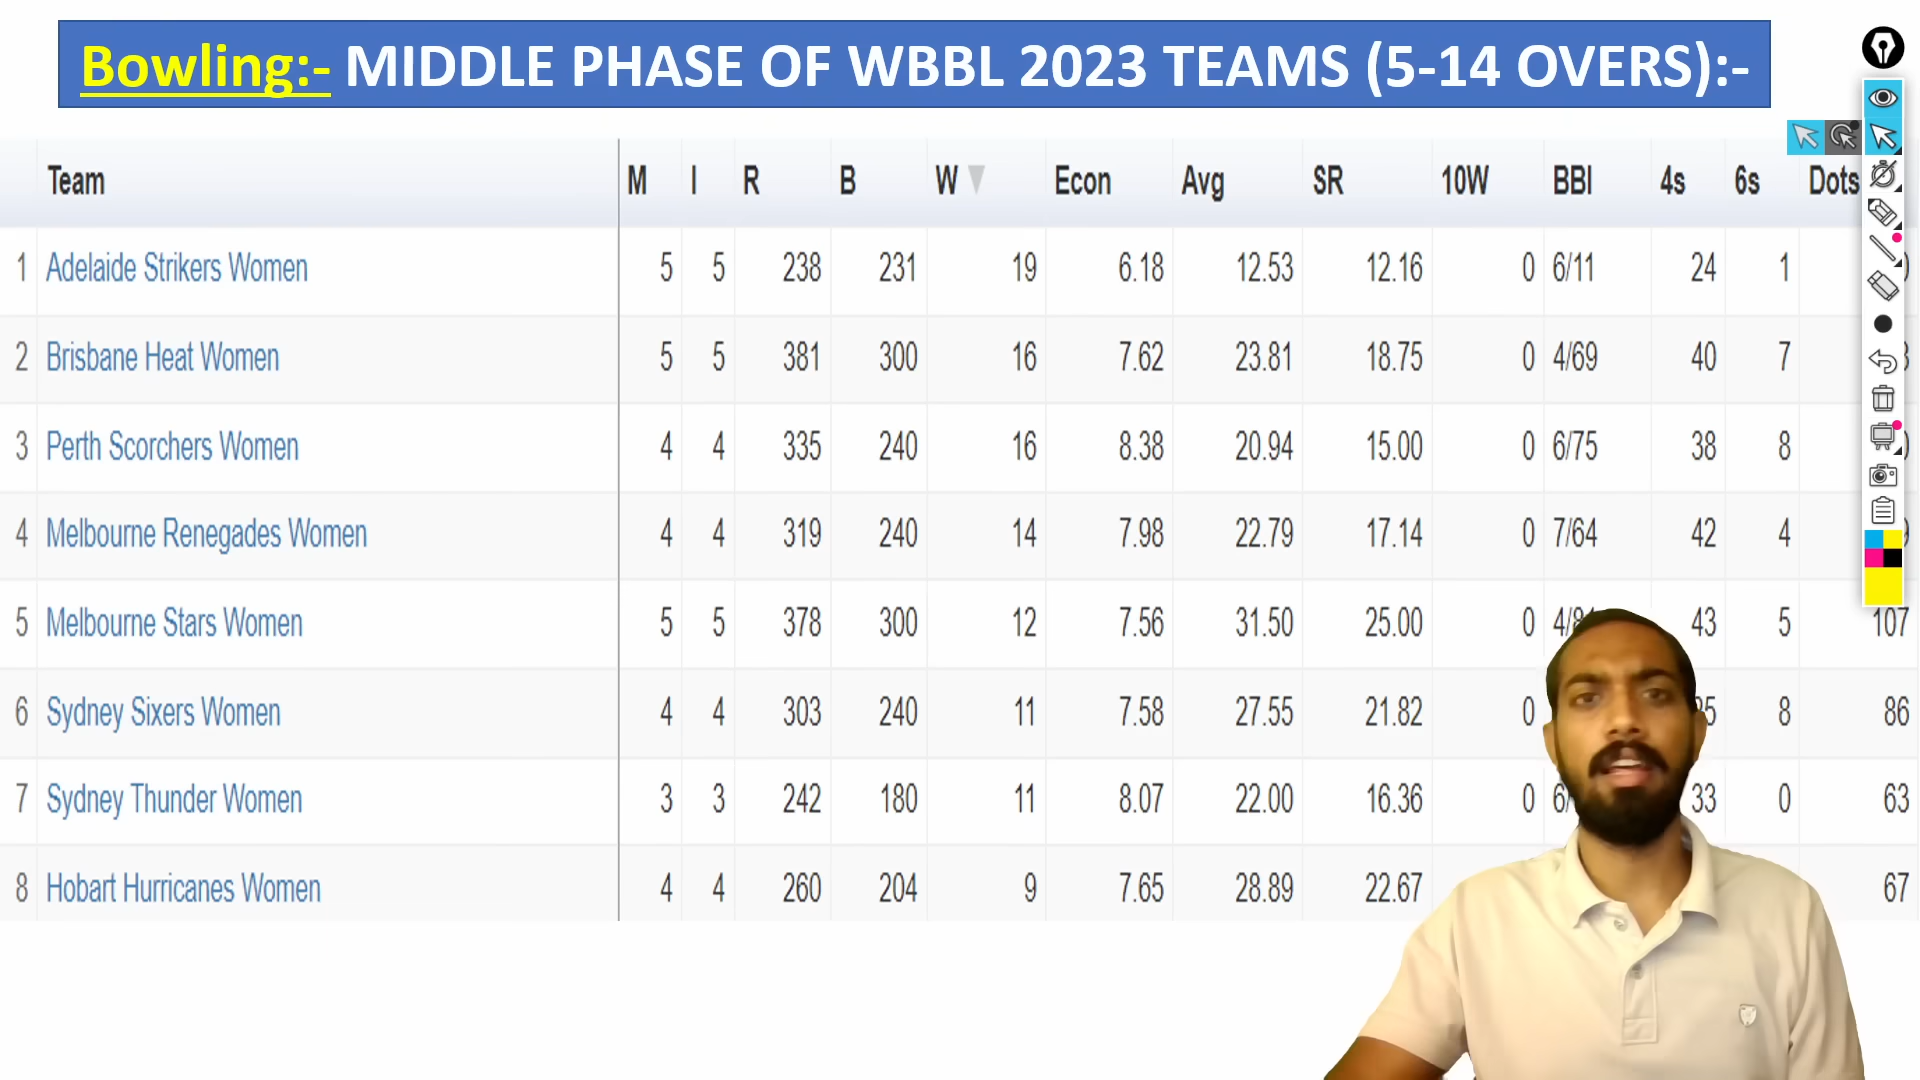 Bowling:- MIDDLE PHASE OF WBBL 2023 TEAMS (5-14 OVERS):-
Team M I R B W Econ Avg SR 10W BBI 4s 6s Dots
1 Adelaide Strikers Women 5 5 238 231 19 6.18 12.53 12.16 0 6/11 24 1
2 Brisbane Heat Women 5 5 381 300 16 7.62 23.81 18.75 0 4/69 40 7
3 Perth Scorchers Women 4 4 335 240 16 8.38 20.94 15.00 0 6/75 38 8
4 Melbourne Renegades Women 4 4 319 240 14 7.98 22.79 17.14 0 7/64 42 4
5 Melbourne Stars Women 5 5 378 300 12 7.56 31.50 25.00 0 43 5 107
6 Sydney Sixers Women 4 4 303 240 11 7.58 27.55 21.82 0 8 86
7 Sydney Thunder Women 3 3 242 180 11 8.07 22.00 16.36 0 33 0 63
8 Hobart Hurricanes Women 4 4 260 204 9 7.65 28.89 22.67 67